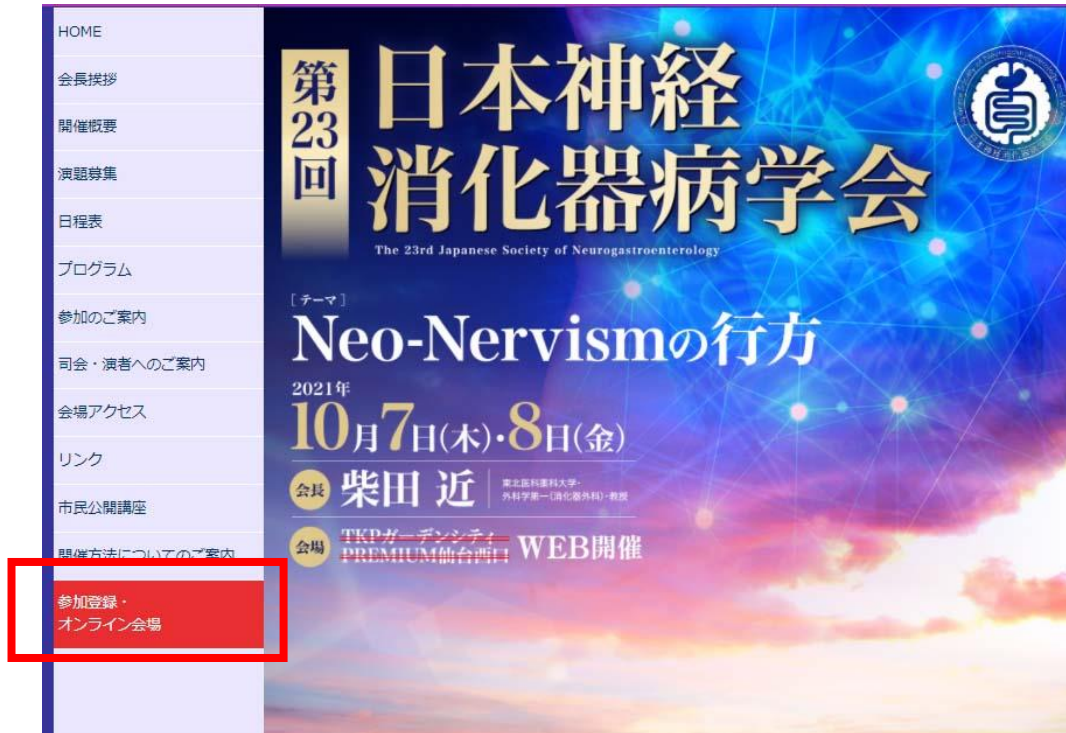 HOME
会長挨拶
開催概要
演題募集
日程表
プログラム
参加のご案内
司会・演者へのご案内
会場アクセス
リンク
市民公開講座
開催方法についてのご案内
参加登録・
オンライン会場
第23回
日本神経
消化器病学会
The 23rd Japanese Society of Neurogastroenterology
[テーマ]
Neo-Nervismの行方
2021年
10月7日(木)・8日(金)
会長 柴田 近
東北医科薬科大学・
外科学第一(消化器外科)・教授
会場 TKPガーデンシティ
PREMIUM仙台西口 WEB開催